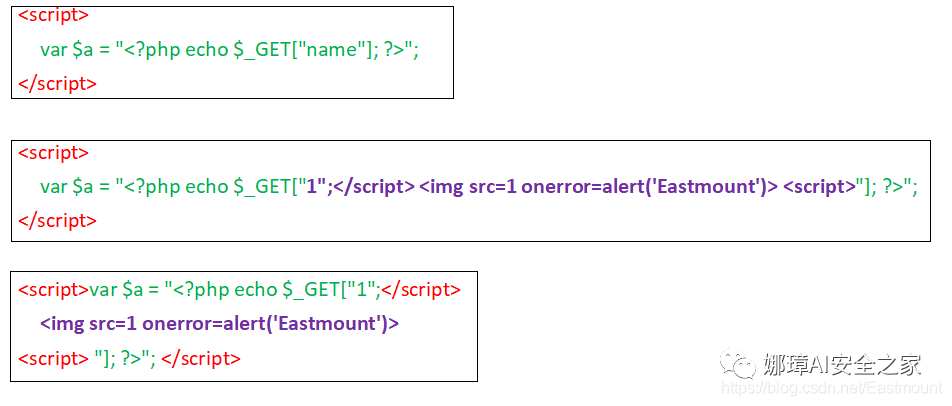 <script>
var $a = "<?php echo $_GET["name"]; ?>";
</script>
<script>
var $a = "<?php echo $_GET["1";</script> <img src=1 onerror=alert('Eastmount')> <script>"]; ?>";
</script>
<script>var $a = "<?php echo $_GET["1";</script>
<img src=1 onerror=alert('Eastmount')>
<script> "]; ?>"; </script>
娜璋AI安全之家
https://blog.csdn.net/Eastmount